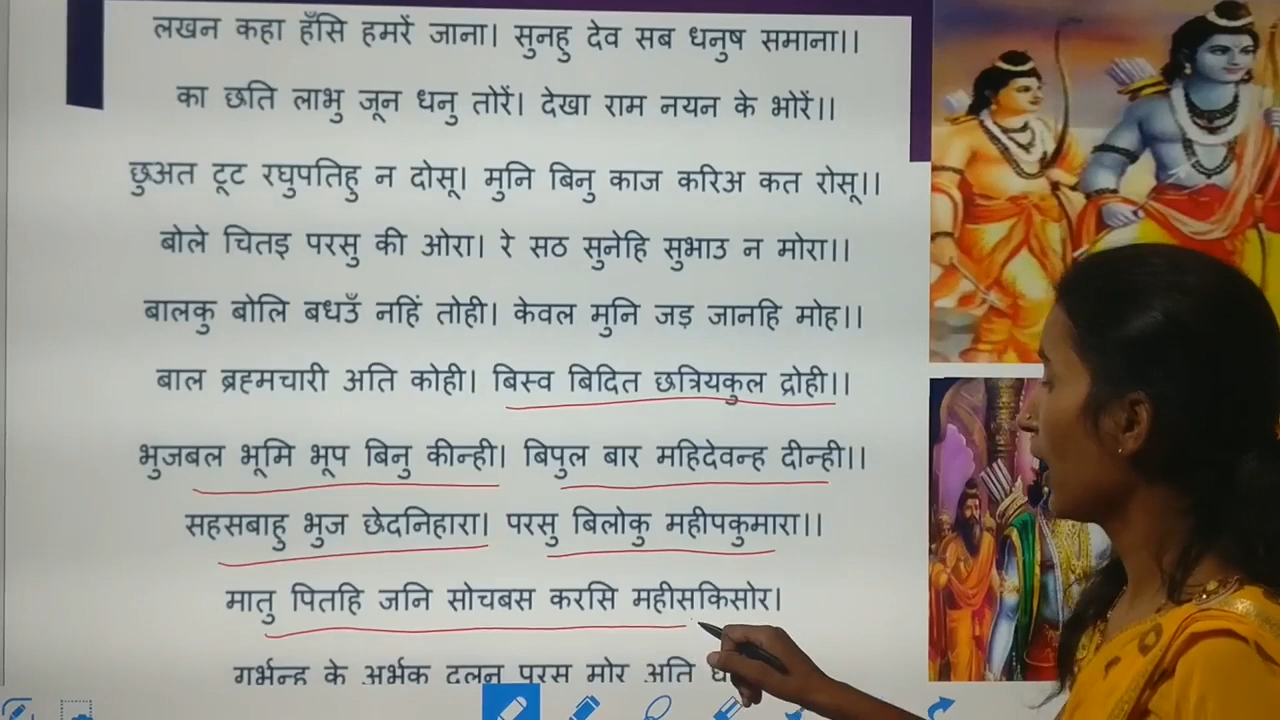 लखन कहा हँसि हमरें जाना। सुनहु देव सब धनुष समाना।।
का छति लाभु जून धनु तोरें। देखा राम नयन के भोरें।।
छुअत टूट रघुपतिहु न दोसू। मुनि बिनु काज करिअ कत रोसू।।
बोले चितइ परसु की ओरा। रे सठ सुनेहि सुभाउ न मोरा।।
बालकु बोलि बधउँ नहिं तोही। केवल मुनि जड़ जानहि मोह।।
बाल ब्रह्मचारी अति कोही। बिस्व बिदित छत्रियकुल द्रोही।।
भुजबल भूमि भूप बिनु कीन्ही। बिपुल बार महिदेवन्ह दीन्ही।।
सहसबाहु भुज छेदनिहारा। परसु बिलोकु महीपकुमारा।।
मातु पितहि जनि सोचबस करसि महीसकिसोर।
गर्भन्ह के अर्भक दलन परसु मोर अति